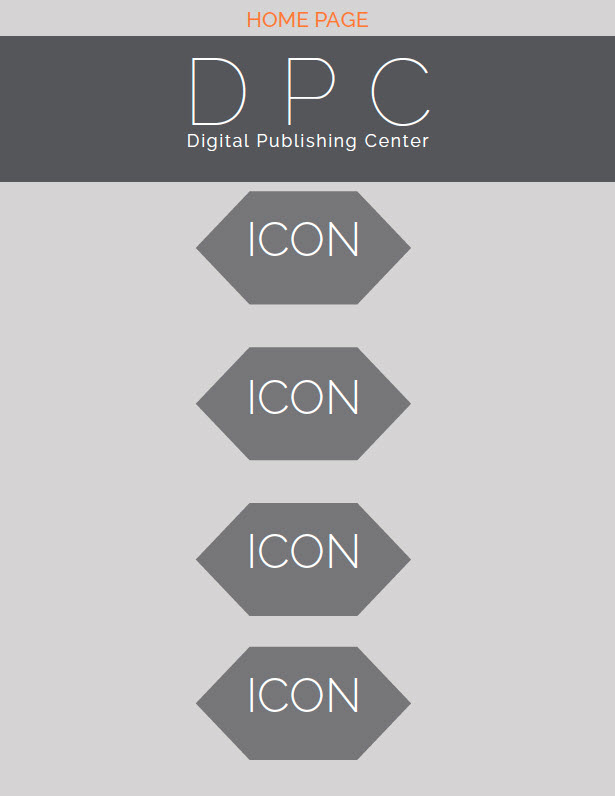 HOME PAGE
D P C
Digital Publishing Center
ICON
ICON
ICON
ICON